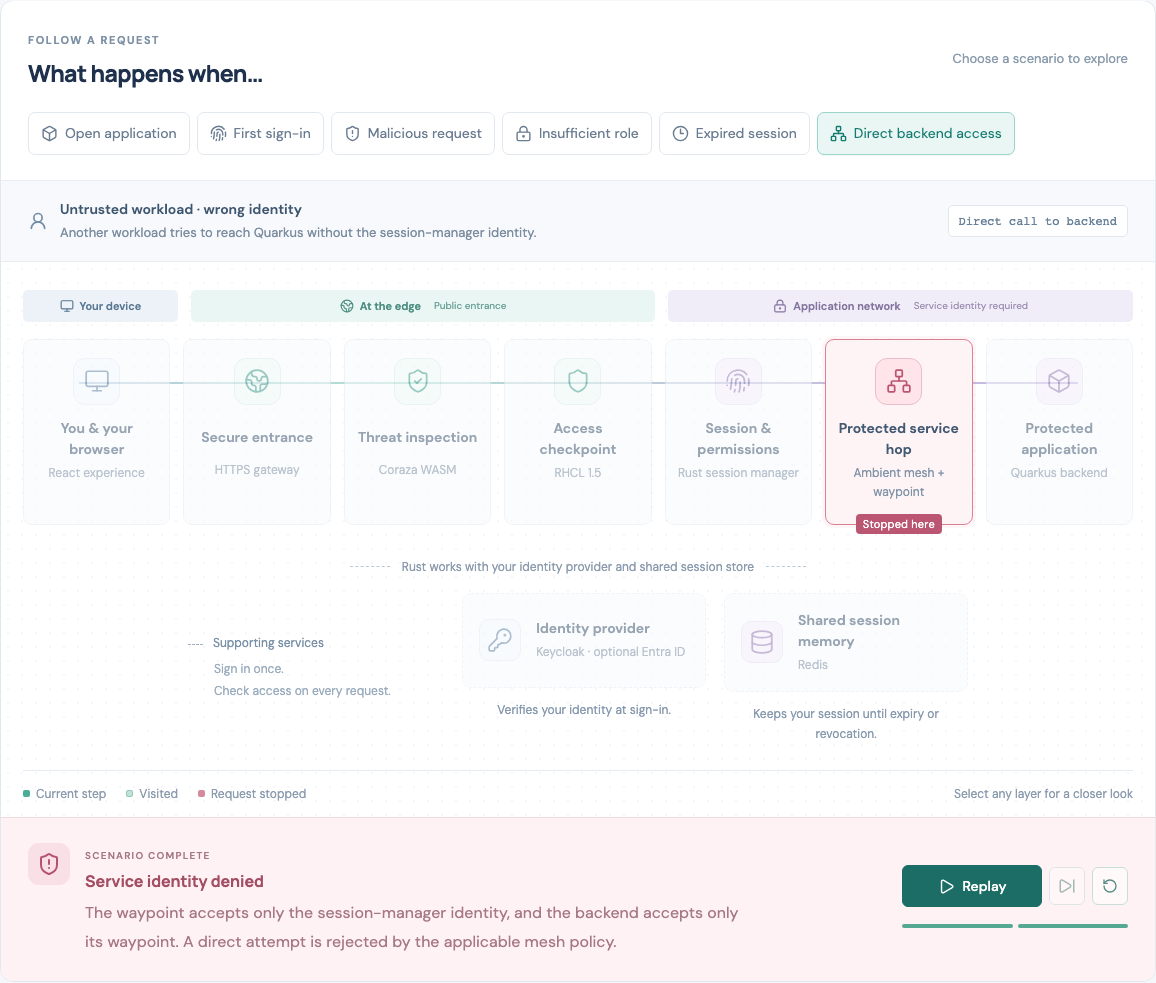 FOLLOW A REQUEST
What happens when...
Choose a scenario to explore
Open application
First sign-in
Malicious request
Insufficient role
Expired session
Direct backend access
Untrusted workload · wrong identity
Another workload tries to reach Quarkus without the session-manager identity.
Direct call to backend
Your device
At the edge Public entrance
Application network Service identity required
You & your
browser
React experience
Secure entrance
HTTPS gateway
Threat inspection
Coraza WASM
Access
checkpoint
RHCL 1.5
Session &
permissions
Rust session manager
Protected service
hop
Ambient mesh +
waypoint
Stopped here
Protected
application
Quarkus backend
Rust works with your identity provider and shared session store
Supporting services
Sign in once.
Check access on every request.
Identity provider
Keycloak · optional Entra ID
Verifies your identity at sign-in.
Shared session
memory
Redis
Keeps your session until expiry or
revocation.
Current step
Visited
Request stopped
Select any layer for a closer look
SCENARIO COMPLETE
Service identity denied
The waypoint accepts only the session-manager identity, and the backend accepts only
its waypoint. A direct attempt is rejected by the applicable mesh policy.
Replay